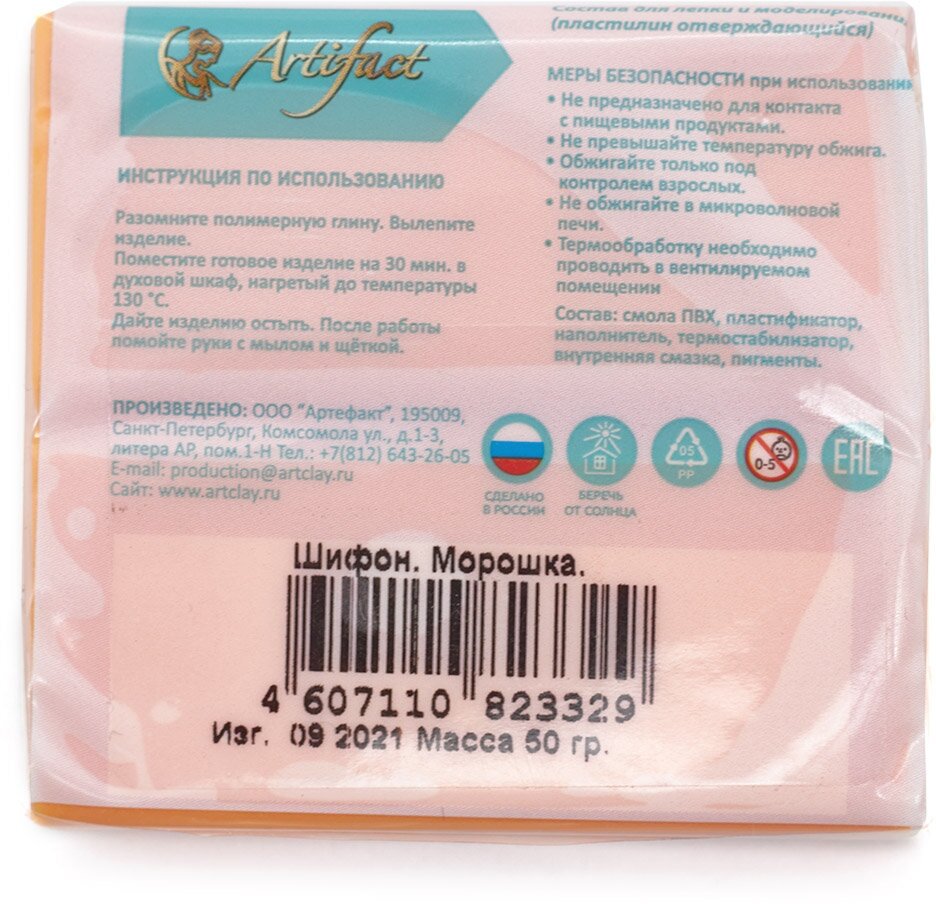 Artifact
ИНСТРУКЦИЯ ПО ИСПОЛЬЗОВАНИЮ
Разомните полимерную глину. Вылепите
изделие.
Поместите готовое изделие на 30 мин. в
духовой шкаф, нагретый до температуры
130 °C.
Дайте изделию остыть. После работы
помойте руки с мылом и щёткой.
Состав для лепки и моделировани
(пластилин отверждающийся)
МЕРЫ БЕЗОПАСНОСТИ при использовании
• Не предназначено для контакта
с пищевыми продуктами.
• Не превышайте температуру обжига.
• Обжигайте только под
контролем взрослых.
• Не обжигайте в микроволновой
печи.
• Термообработку необходимо
проводить в вентилируемом
помещении
Состав: смола ПВХ, пластификатор,
наполнитель, термостабилизатор,
внутренняя смазка, пигменты.
ПРОИЗВЕДЕНО: ООО "Артефакт", 195009,
Санкт-Петербург, Комсомола ул., д.1-3,
литера АР, пом.1-Н Тел.: +7(812) 643-26-05
E-mail: production@artclay.ru
Сайт: www.artclay.ru
СДЕЛАНО
В РОССИИ
БЕРЕЧЬ
ОТ СОЛНЦА
05
PP
0-5
EAC
Шифон. Морошка.
4 607110 823329
Изг. 09 2021 Масса 50 гр.